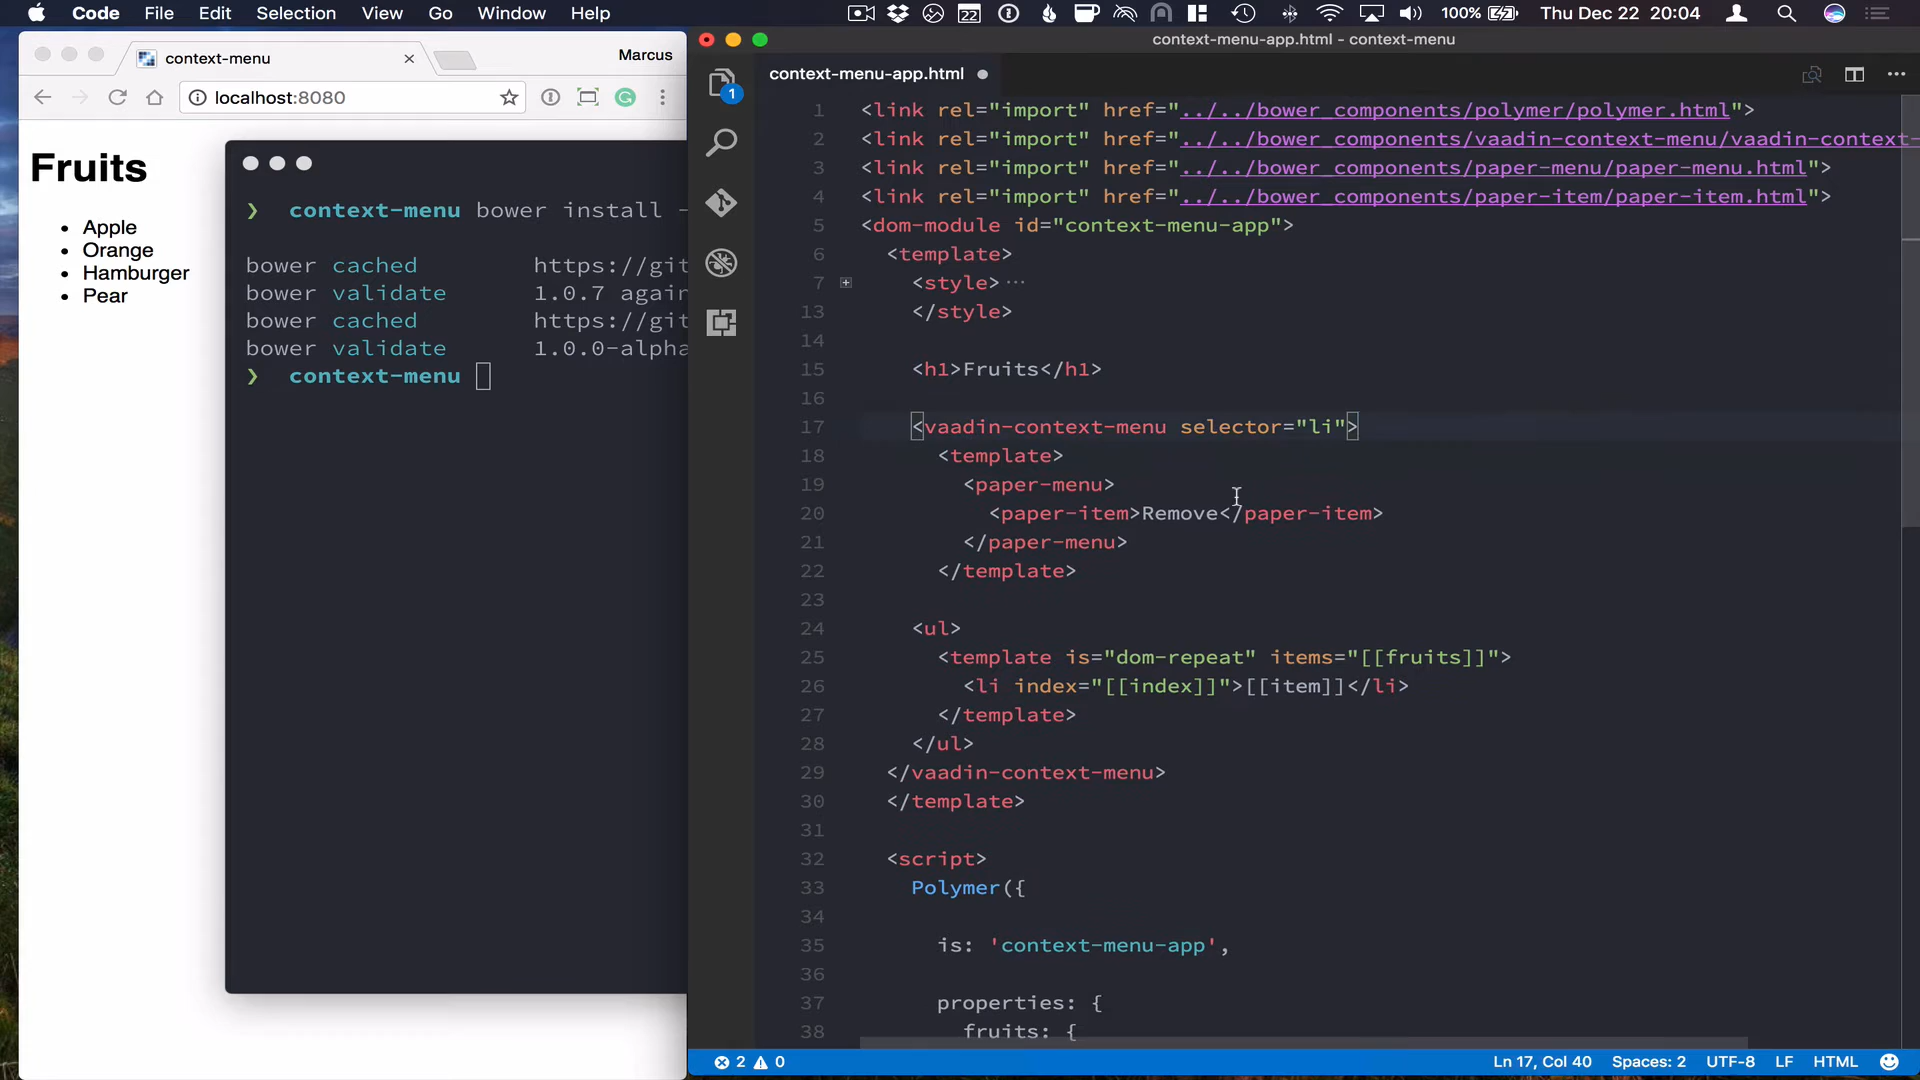 Code File Edit Selection View Go Window Help 22 100% Thu Dec 22 20:04
context-menu
Marcus
localhost:8080
Fruits
Apple
Orange
Hamburger
Pear
❯ context-menu bower install -
bower cached https://git
bower validate 1.0.7 again
bower cached https://git
bower validate 1.0.0-alpha
❯ context-menu
context-menu-app.html - context-menu
context-menu-app.html
1
1 <link rel="import" href="../../bower_components/polymer/polymer.html">
2 <link rel="import" href="../../bower_components/vaadin-context-menu/vaadin-context-
3 <link rel="import" href="../../bower_components/paper-menu/paper-menu.html">
4 <link rel="import" href="../../bower_components/paper-item/paper-item.html">
5 <dom-module id="context-menu-app">
6 <template>
7 <style>...
13 </style>
14
15 <h1>Fruits</h1>
16
17 <vaadin-context-menu selector="li">
18 <template>
19 <paper-menu>
20 <paper-item>Remove</paper-item>
21 </paper-menu>
22 </template>
23
24 <ul>
25 <template is="dom-repeat" items="[[fruits]]">
26 <li index="[[index]]">[[item]]</li>
27 </template>
28 </ul>
29 </vaadin-context-menu>
30 </template>
31
32 <script>
33 Polymer({
34
35 is: 'context-menu-app',
36
37 properties: {
38 fruits: {
2 0 Ln 17, Col 40 Spaces: 2 UTF-8 LF HTML